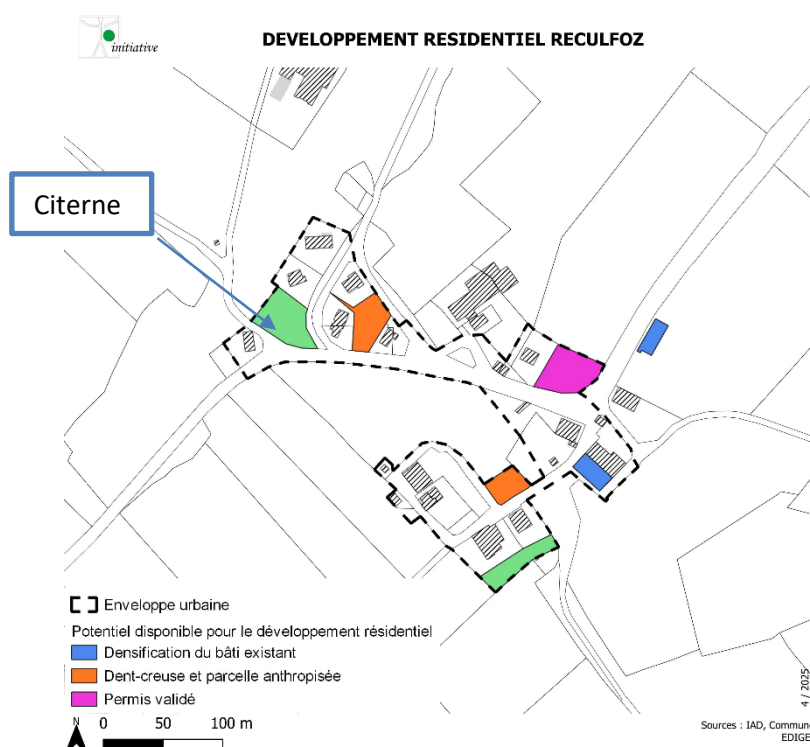 initiative
DEVELOPPEMENT RESIDENTIEL RECULFOZ
Citerne
Enveloppe urbaine
Potentiel disponible pour le développement résidentiel
Densification du bâti existant
Dent-creuse et parcelle anthropisée
Permis validé
N 0 50 100 m
4 / 2025
Sources : IAD, Commune
EDIGE